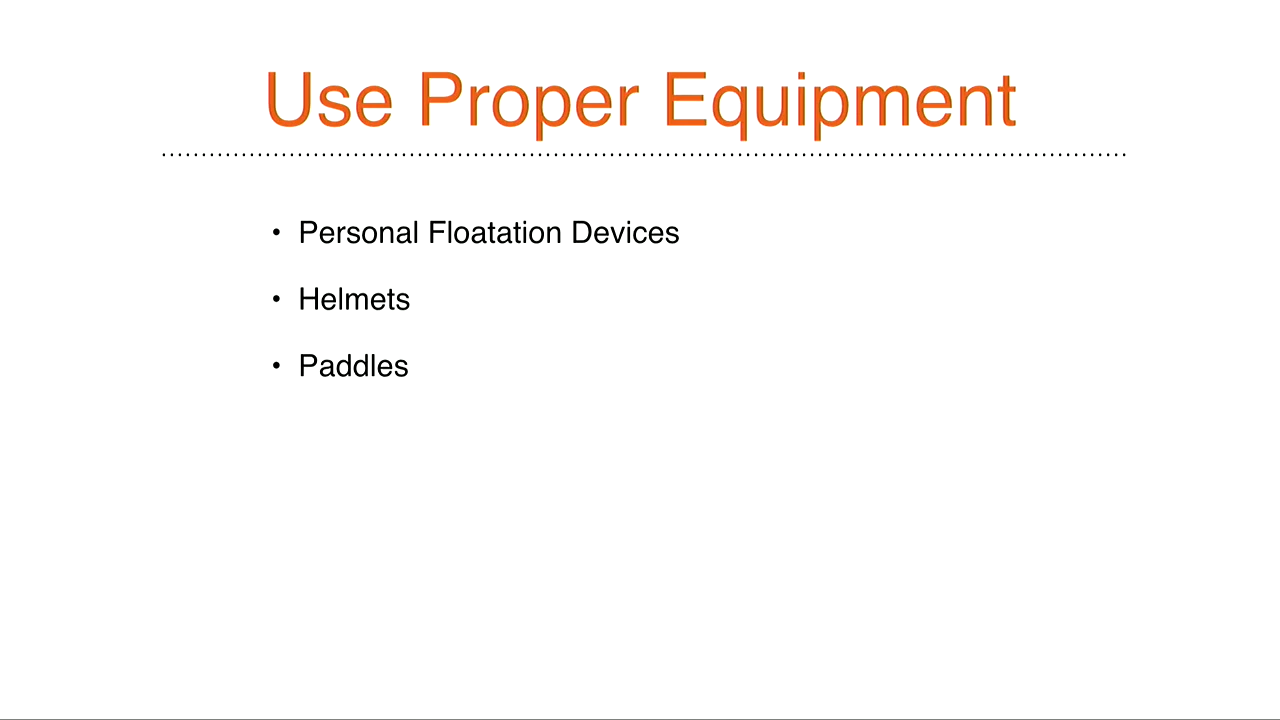 Use Proper Equipment
• Personal Floatation Devices
• Helmets
• Paddles